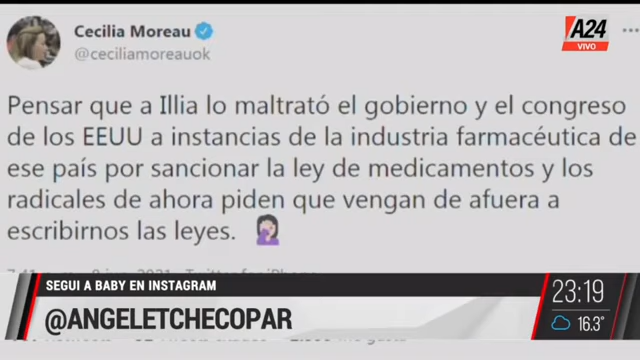 Cecilia Moreau
@ceciliamoreauok
A24
VIVO
Pensar que a Illia lo maltrató el gobierno y el congreso
de los EEUU a instancias de la industria farmacéutica de
ese país por sancionar la ley de medicamentos y los
radicales de ahora piden que vengan de afuera a
escribirnos las leyes.
SEGUI A BABY EN INSTAGRAM
@ANGELETCHECOPAR
23:19
16.3°